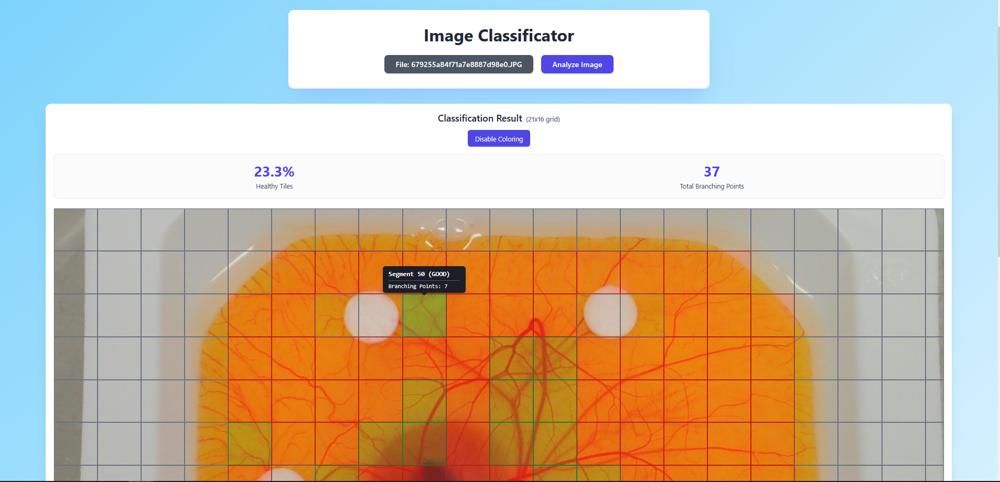 Image Classificator
File: 679255a84f71a7e8887d98e0.JPG
Analyze Image
Classification Result (21x16 grid)
Disable Coloring
23.3%
Healthy Tiles
37
Total Branching Points
Segment 50 (GOOD)
Branching Points: 7